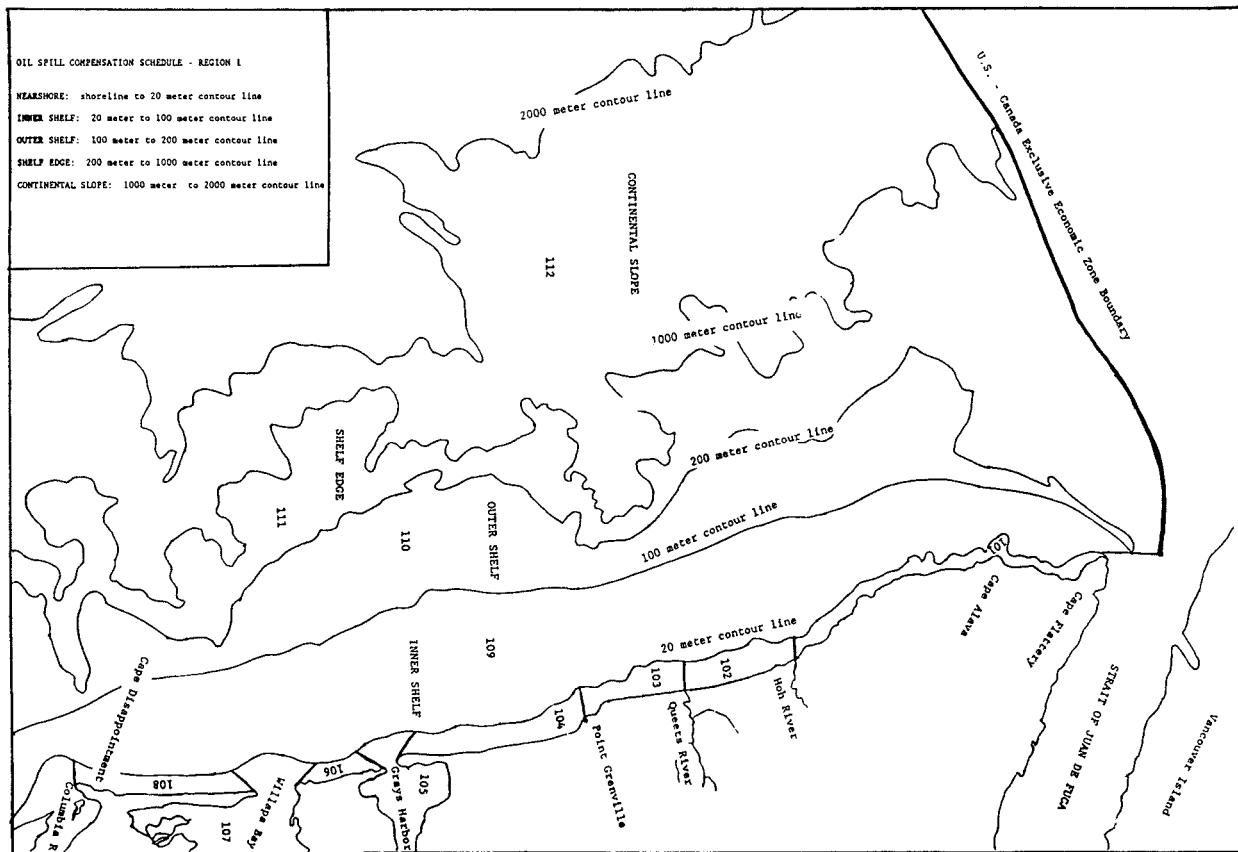 OIL SPILL COMPENSATION SCHEDULE - REGION 1
NEARSHORE: shoreline to 20 meter contour line
INNER SHELF: 20 meter to 100 meter contour line
OUTER SHELF: 100 meter to 200 meter contour line
SHELF EDGE: 200 meter to 1000 meter contour line
CONTINENTAL SLOPE: 1000 meter to 2000 meter contour line
U.S. - Canada Exclusive Economic Zone Boundary
2000 meter contour line
CONTINENTAL SLOPE
112
1000 meter contour line
SHELF EDGE
111
200 meter contour line
OUTER SHELF
110
100 meter contour line
INNER SHELF
109
20 meter contour line
101
Cape Alava
Cape Flattery
STRAIT OF JUAN DE FUCA
Vancouver Island
Hoh River
102
Queets River
103
Point Grenville
104
105
Grays Harbor
106
Willapa Bay
107
108
Cape Disappointment
Columbia R